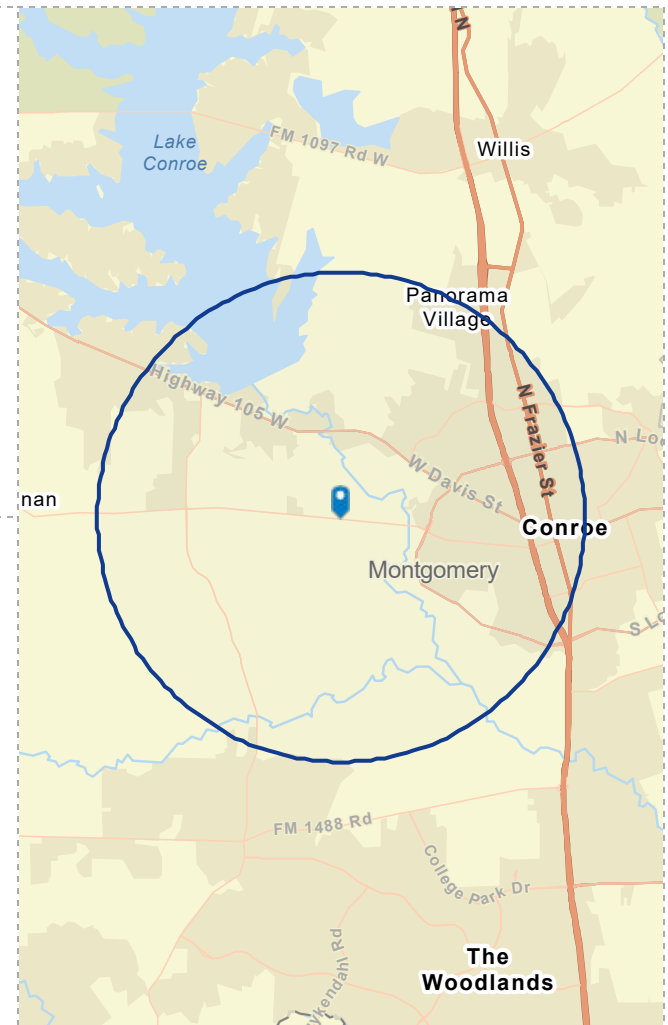 N
Lake
Conroe
FM 1097 Rd W
Willis
Panorama
Village
Highway 105 W
N Frazier St
N Lo
W Davis St
nan
Conroe
Montgomery
S Lo
FM 1488 Rd
College Park Dr
ykendahl Rd
The
Woodlands